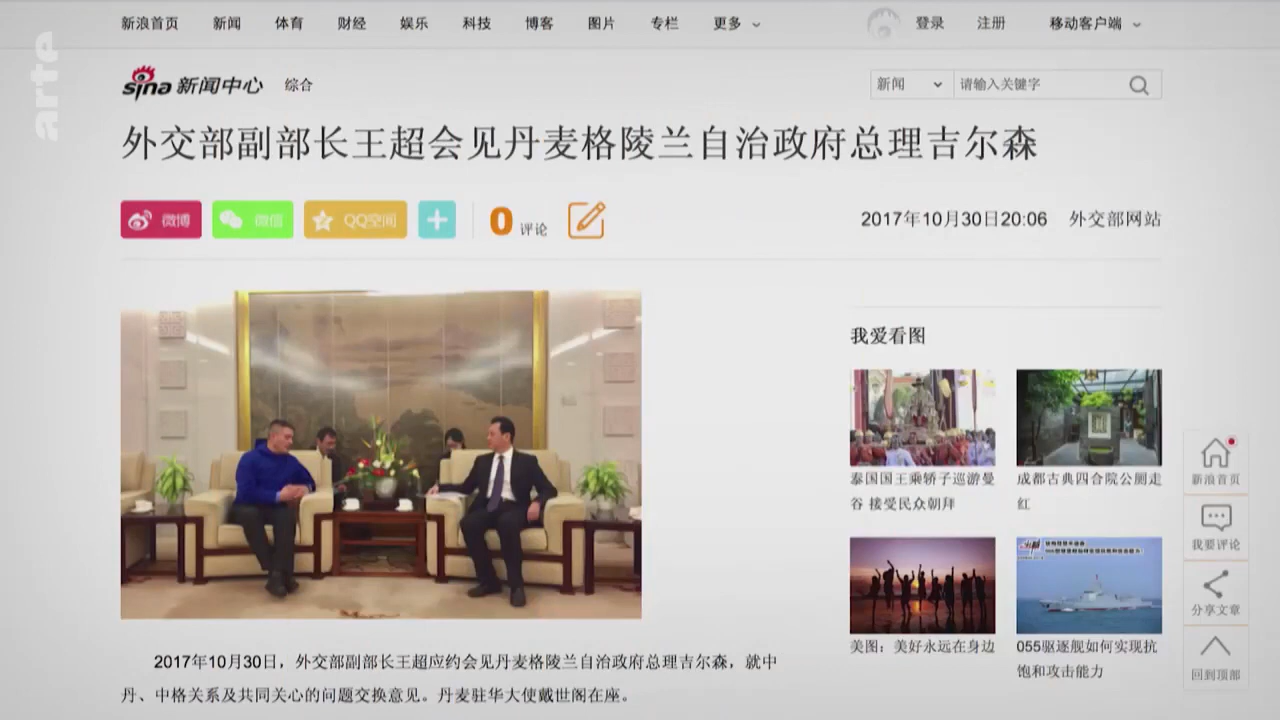 新浪首页 新闻 体育 财经 娱乐 科技 博客 图片 专栏 更多 登录 注册 移动客户端
arte
sina 新闻中心 综合 新闻 请输入关键字
外交部副部长王超会见丹麦格陵兰自治政府总理吉尔森
微博 微信 QQ空间 0 评论 2017年10月30日20:06 外交部网站
我爱看图
泰国国王乘轿子巡游曼谷 接受民众朝拜
成都古典四合院公厕走红
美图：美好永远在身边
055驱逐舰如何实现抗饱和攻击能力
新浪首页
我要评论
分享文章
回到顶部
2017年10月30日，外交部副部长王超应约会见丹麦格陵兰自治政府总理吉尔森，就中
丹、中格关系及共同关心的问题交换意见。丹麦驻华大使戴世阁在座。